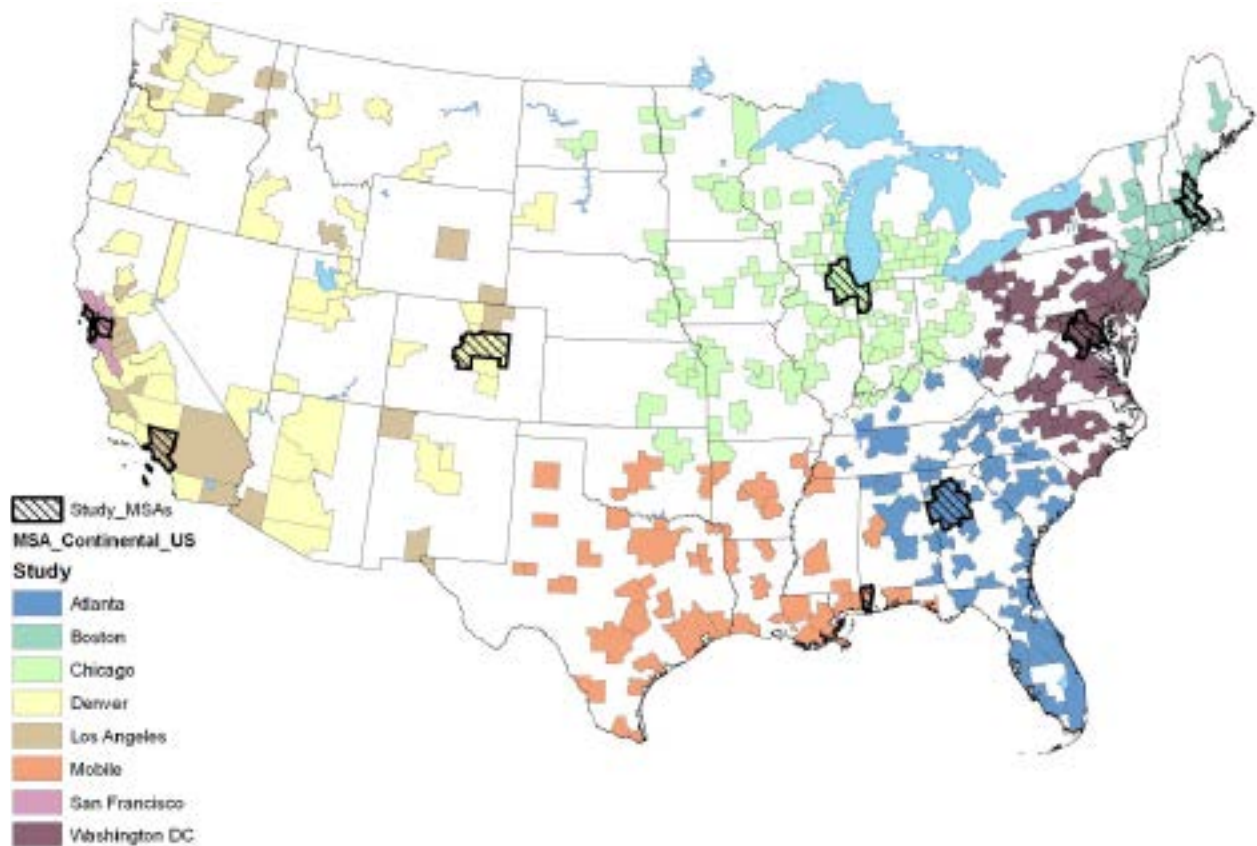 Study_MSAs
MSA_Continental_US
Study
Atlanta
Boston
Chicago
Denver
Los Angeles
Mobile
San Francisco
Washington DC